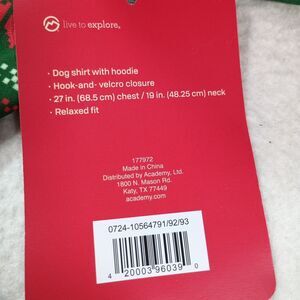 live to explore.
• Dog shirt with hoodie
• Hook-and- velcro closure
• 27 in. (68.5 cm) chest / 19 in. (48.25 cm) neck
• Relaxed fit
177972
Made in China
Distributed by Academy, Ltd.
1800 N. Mason Rd.
Katy, TX 77449
academy.com
0724-10564791/92/93
4 20003 96039 0